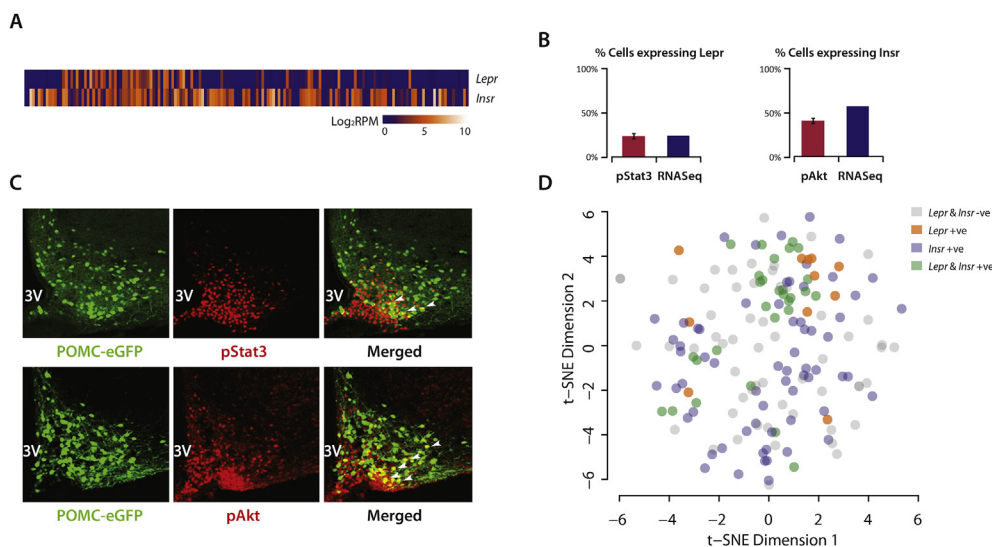 A
Lepr
Insr
Log₂RPM
0 5 10
B
% Cells expressing Lepr
100%
50%
0%
pStat3 RNASeq
% Cells expressing Insr
100%
50%
0%
pAkt RNASeq
C
3V
POMC-eGFP
3V
pStat3
3V
Merged
3V
POMC-eGFP
3V
pAkt
3V
Merged
D
t−SNE Dimension 2
6
4
2
0
−2
−4
−6
−6 −4 −2 0 2 4 6
t−SNE Dimension 1
Lepr & Insr -ve
Lepr +ve
Insr +ve
Lepr & Insr +ve